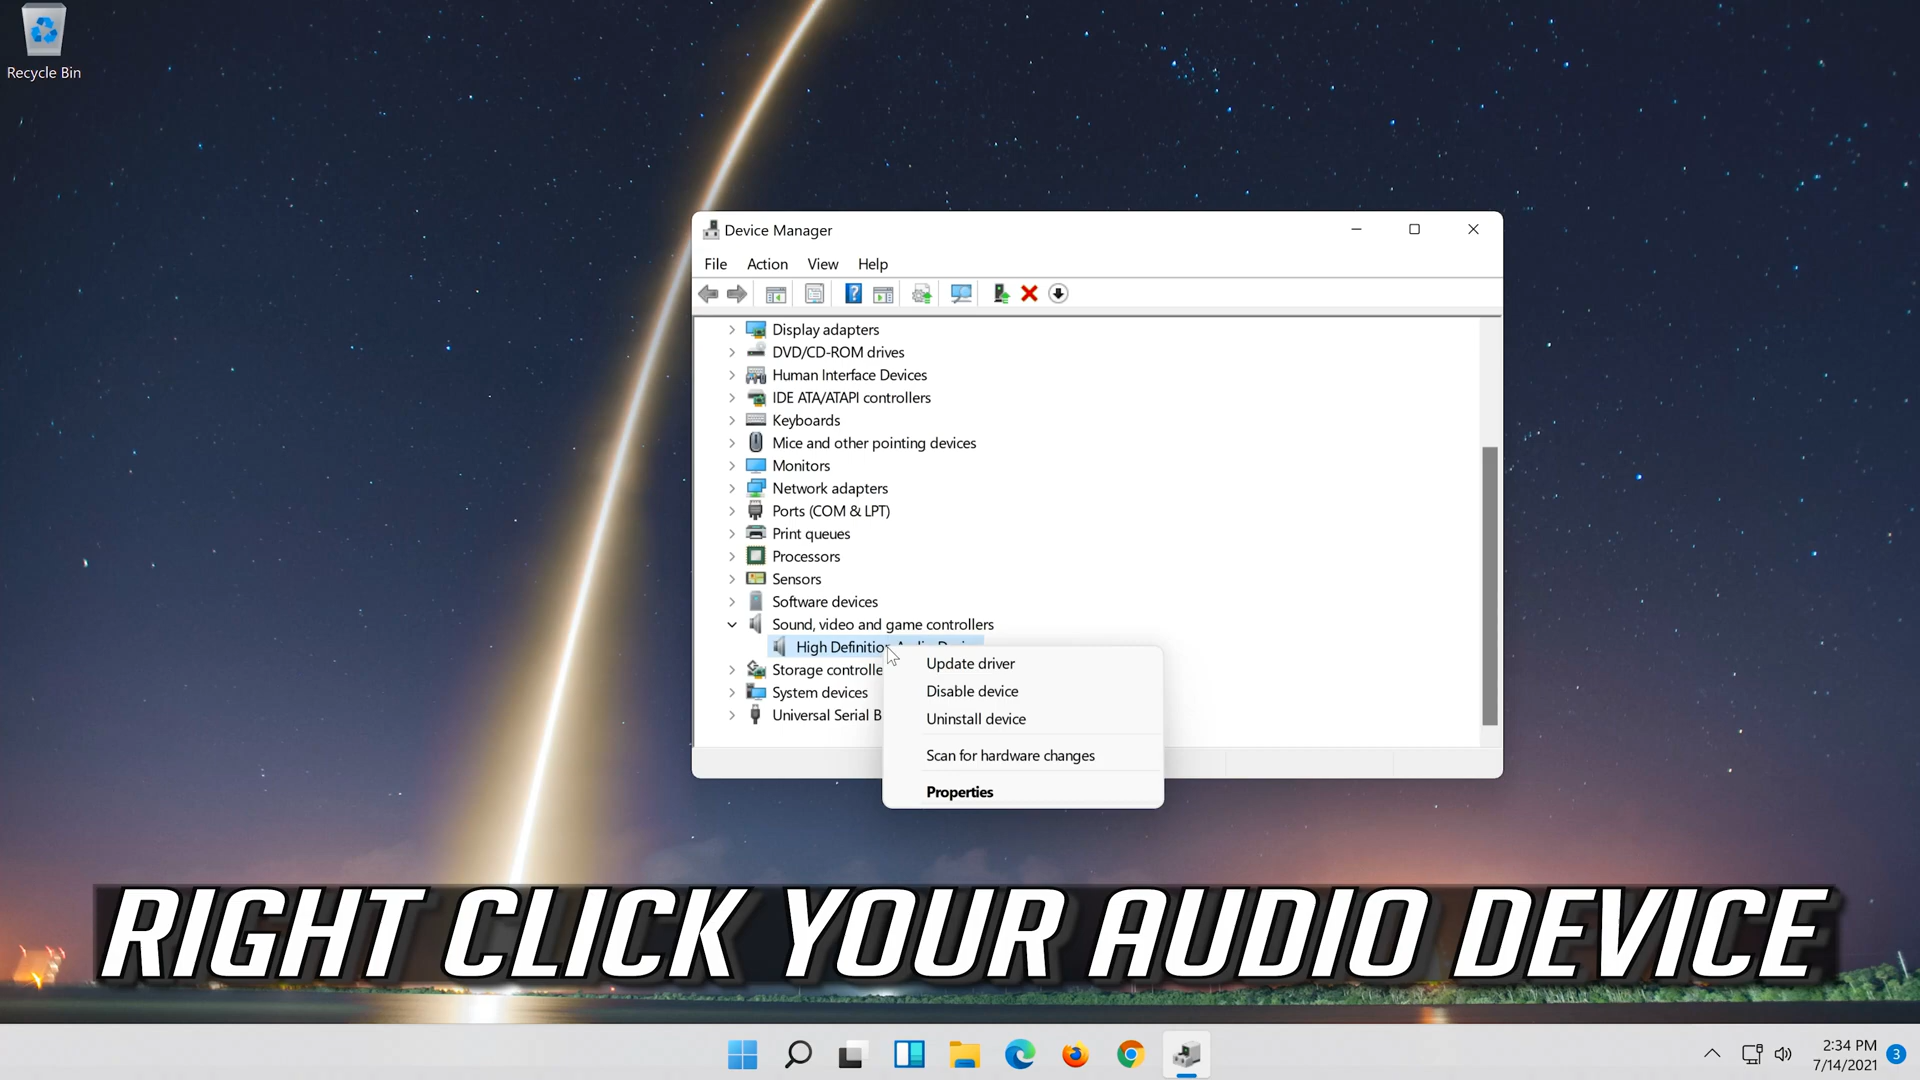 Recycle Bin
Device Manager
File Action View Help
Display adapters
DVD/CD-ROM drives
Human Interface Devices
IDE ATA/ATAPI controllers
Keyboards
Mice and other pointing devices
Monitors
Network adapters
Ports (COM & LPT)
Print queues
Processors
Sensors
Software devices
Sound, video and game controllers
High Definition
Storage controlle
System devices
Universal Serial B
Update driver
Disable device
Uninstall device
Scan for hardware changes
Properties
RIGHT CLICK YOUR AUDIO DEVICE
2:34 PM
7/14/2021
3